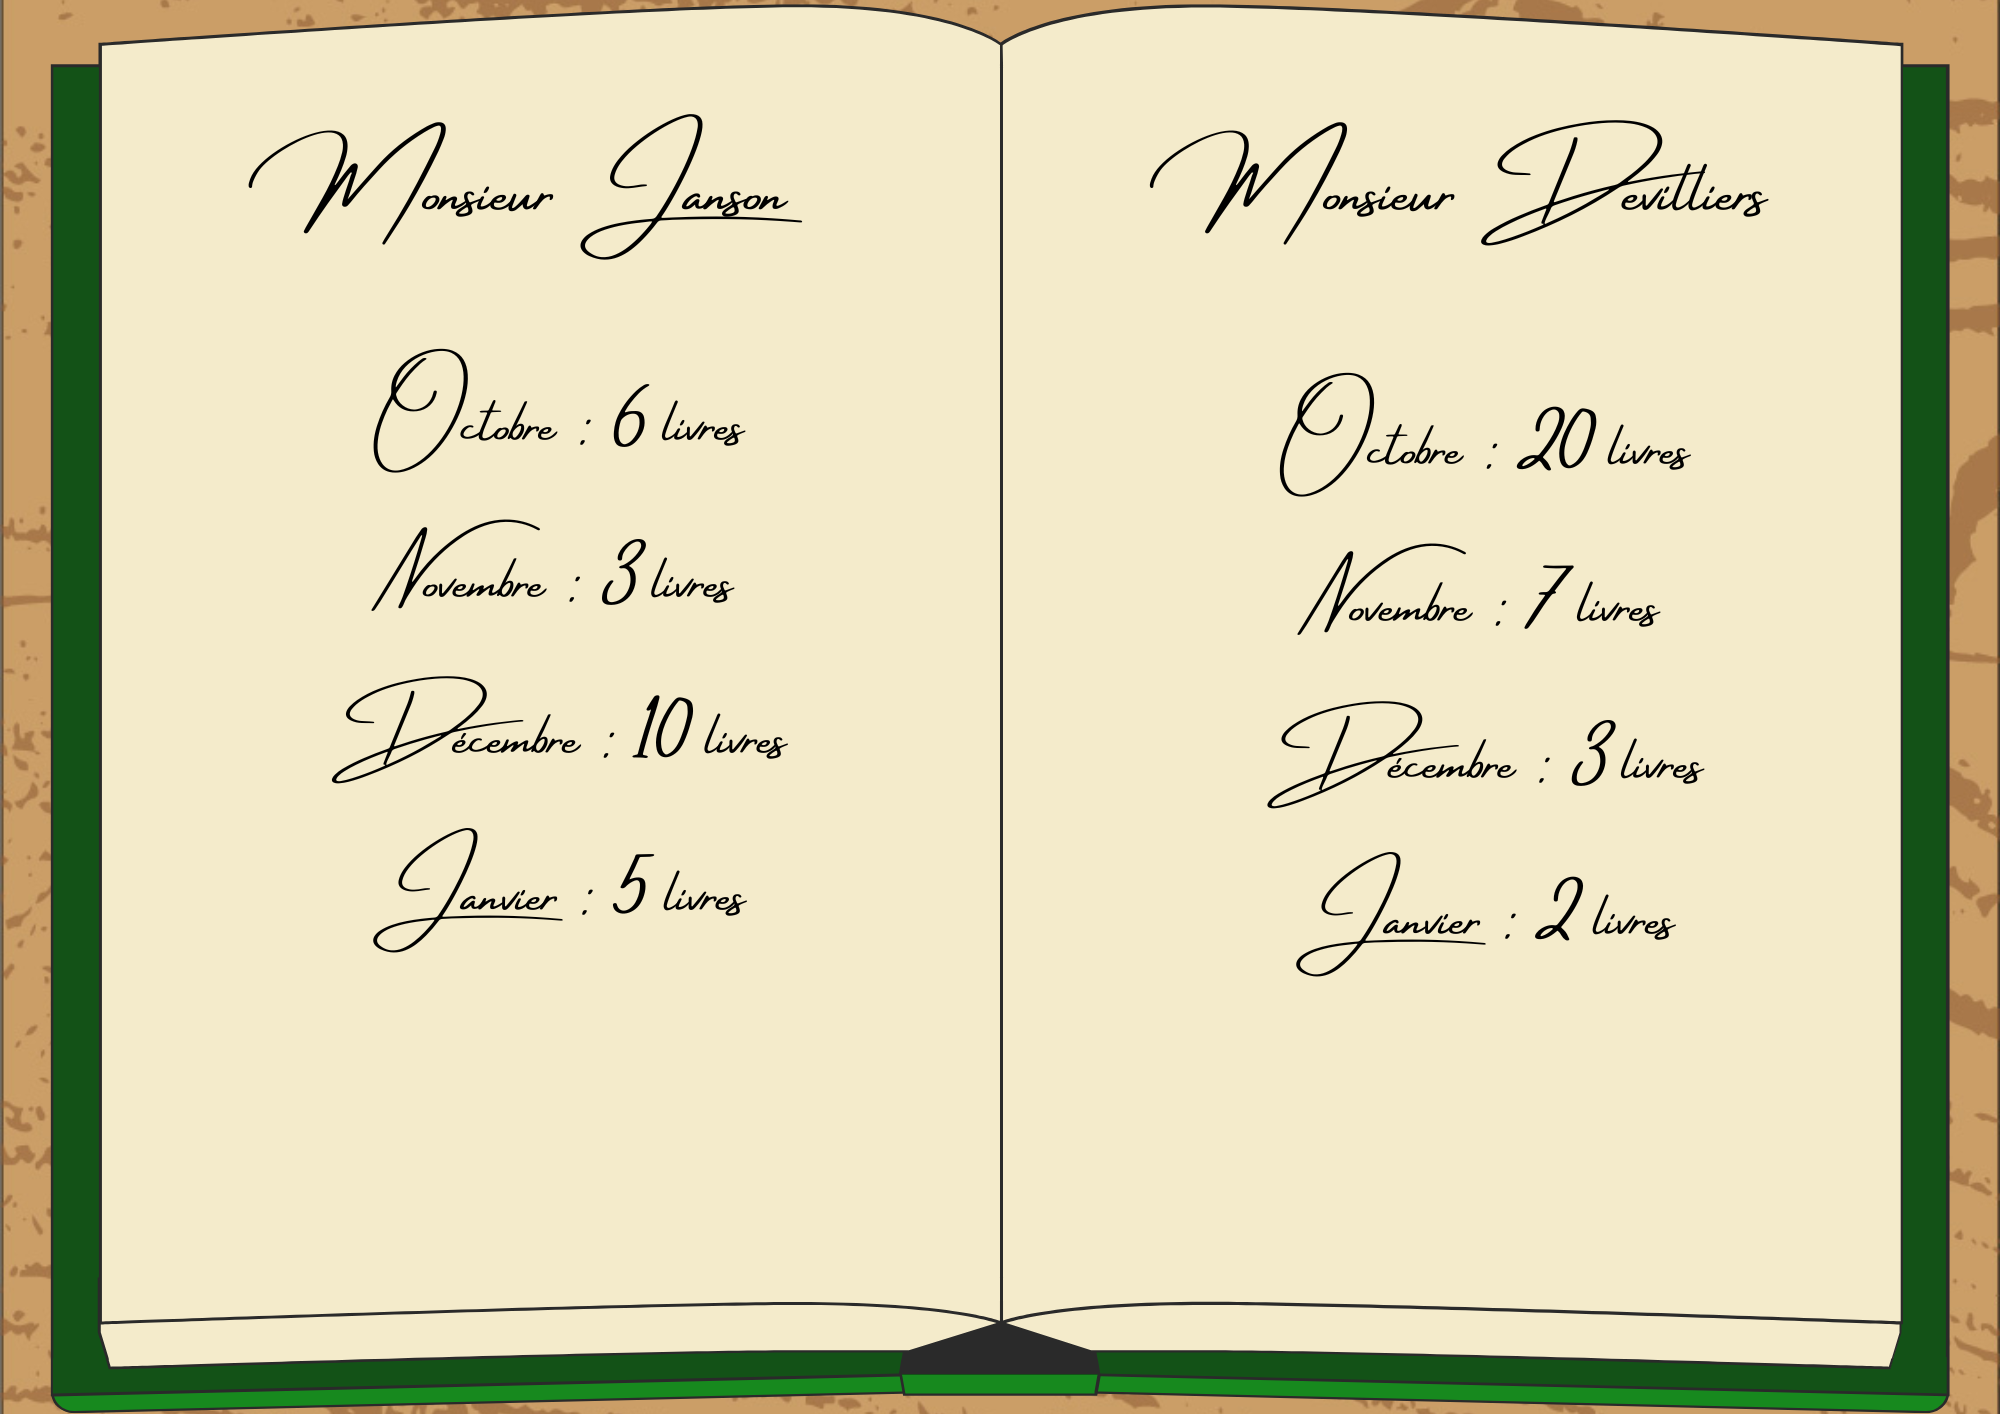 Monsieur Janson
Octobre : 6 livres
Novembre : 3 livres
Décembre : 10 livres
Janvier : 5 livres
Monsieur Devilliers
Octobre : 20 livres
Novembre : 7 livres
Décembre : 3 livres
Janvier : 2 livres